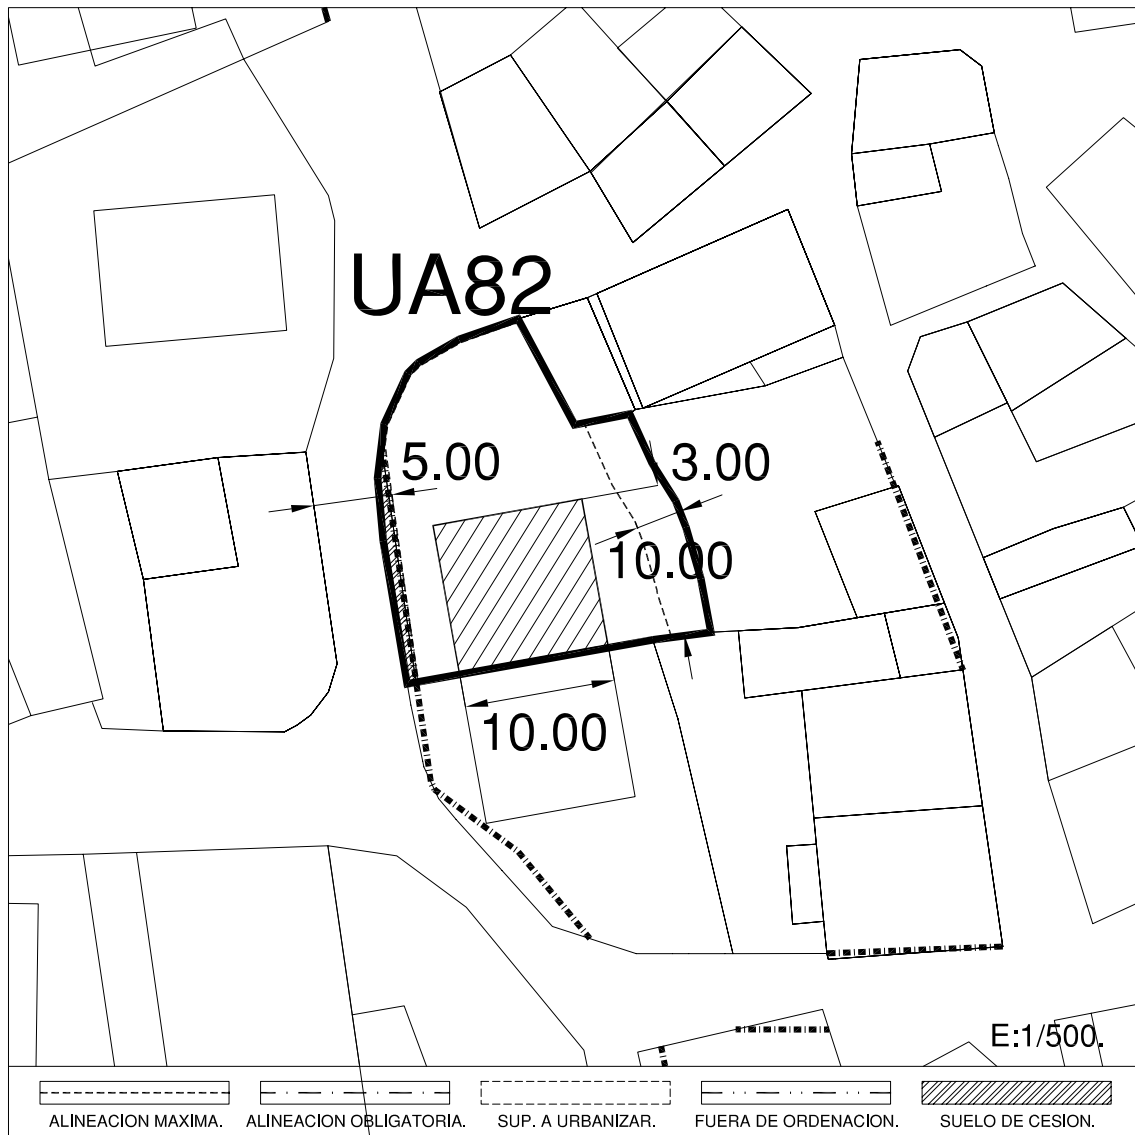 UA82
5.00
3.00
10.00
10.00
E:1/500.
ALINEACION MAXIMA.
ALINEACION OBLIGATORIA.
SUP. A URBANIZAR.
FUERA DE ORDENACION.
SUELO DE CESION.